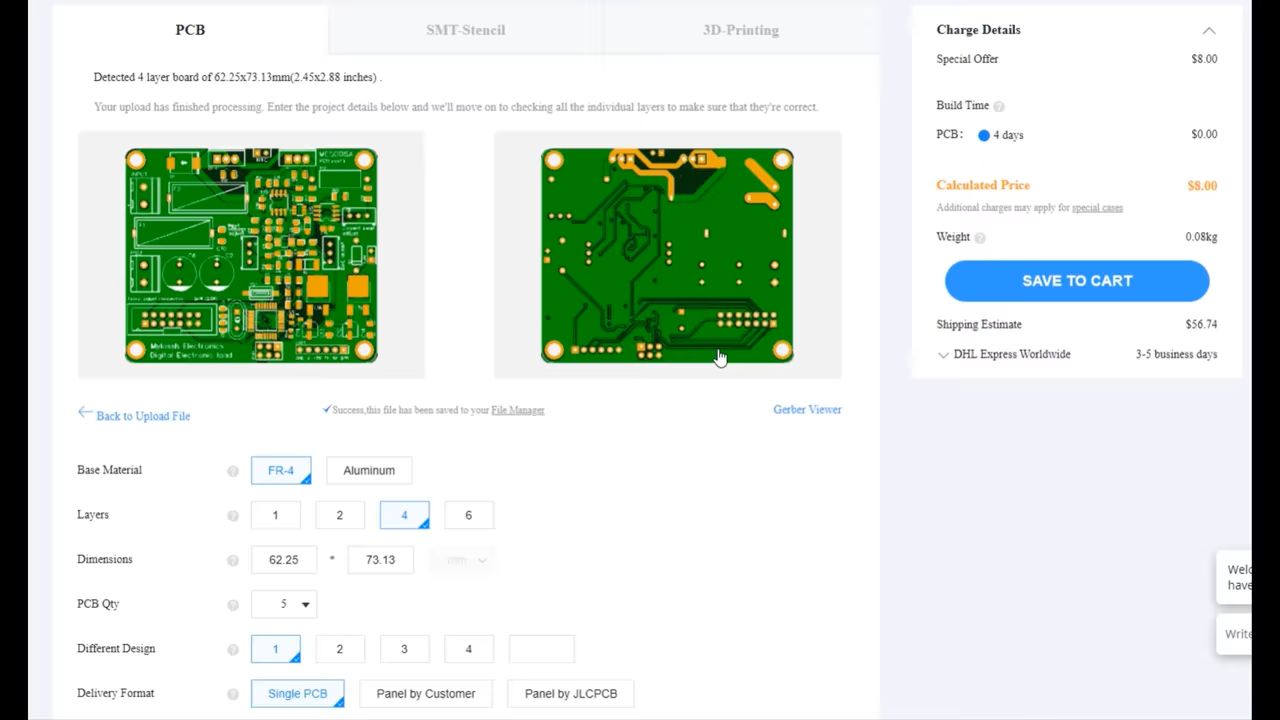 PCB
SMT-Stencil
3D-Printing
Detected 4 layer board of 62.25x73.13mm(2.45x2.88 inches) .
Your upload has finished processing. Enter the project details below and we'll move on to checking all the individual layers to make sure that they're correct.
Mykossh Electronics
Digital Electronic load
Back to Upload File
Success,this file has been saved to your File Manager
Gerber Viewer
Base Material
FR-4
Aluminum
Layers
1
2
4
6
Dimensions
62.25
*
73.13
mm
PCB Qty
5
Different Design
1
2
3
4
Delivery Format
Single PCB
Panel by Customer
Panel by JLCPCB
Charge Details
Special Offer $8.00
Build Time
PCB: 4 days $0.00
Calculated Price $8.00
Additional charges may apply for special cases
Weight 0.08kg
SAVE TO CART
Shipping Estimate $56.74
DHL Express Worldwide 3-5 business days
have